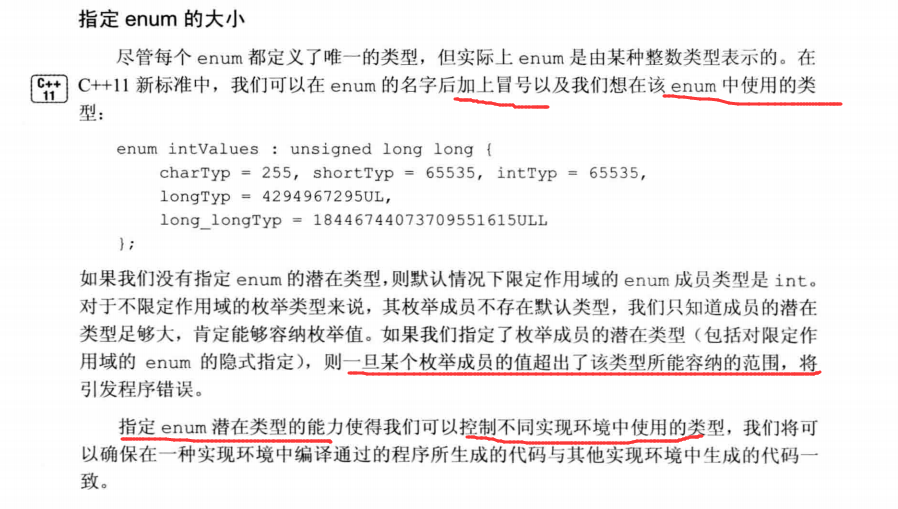 指定 enum 的大小
尽管每个 enum 都定义了唯一的类型，但实际上 enum 是由某种整数类型表示的。在
C++
11
C++11 新标准中，我们可以在 enum 的名字后加上冒号以及我们想在该 enum 中使用的类
型：
enum intValues : unsigned long long {
charTyp = 255, shortTyp = 65535, intTyp = 65535,
longTyp = 4294967295UL,
long_longTyp = 18446744073709551615ULL
};
如果我们没有指定 enum 的潜在类型，则默认情况下限定作用域的 enum 成员类型是 int。
对于不限定作用域的枚举类型来说，其枚举成员不存在默认类型，我们只知道成员的潜在
类型足够大，肯定能够容纳枚举值。如果我们指定了枚举成员的潜在类型（包括对限定作
用域的 enum 的隐式指定），则一旦某个枚举成员的值超出了该类型所能容纳的范围，将
引发程序错误。
指定 enum 潜在类型的能力使得我们可以控制不同实现环境中使用的类型，我们将可
以确保在一种实现环境中编译通过的程序所生成的代码与其他实现环境中生成的代码一
致。